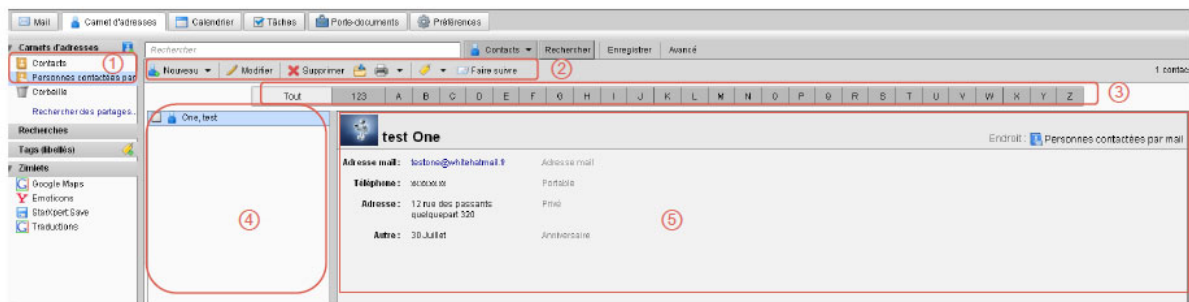 Mail Carnet d'adresses Calendrier Tâches Porte-documents Préférences
Carnets d'adresses
Rechercher Contacts Rechercher Enregistrer Avancé
Contacts ①
Personnes contactées par
Nouveau Modifier Supprimer Faire suivre ② 1 contac
Corbeille
Tout 123 A B C D E F G H I J K L M N O P Q R S T U V W X Y Z ③
Rechercher des partages..
Recherches
Tags (libellés)
Zimlets
Google Maps
Emoticons
StarXpert Save
Traductions
One, test
④
test One
Endroit : Personnes contactées par mail
Adresse mail : testone@whitehatmail.fr Adresse mail
Téléphone : xxxxxxxxx Portable
Adresse : 12 rue des passants Privé
quelquepart 320
⑤
Autre : 30 Juillet Anniversaire